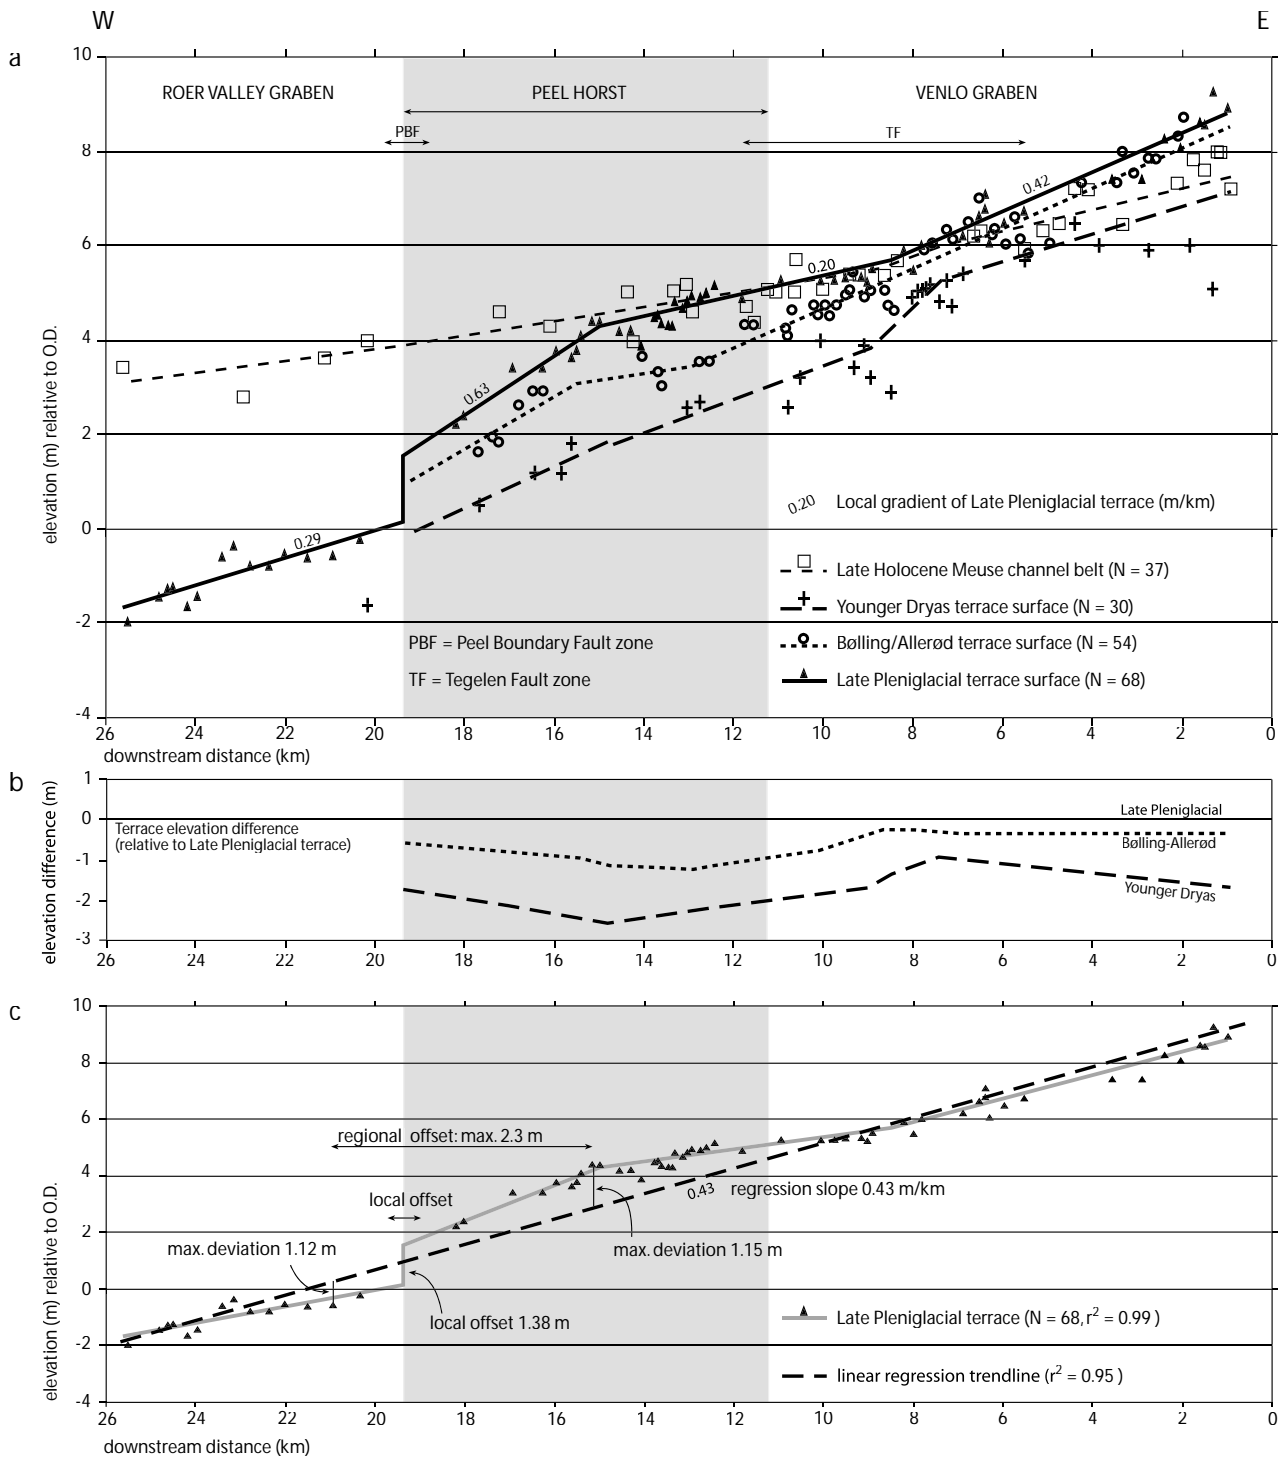 W E
a
10
8
6
4
2
0
-2
-4
elevation (m) relative to O.D.
ROER VALLEY GRABEN
PEEL HORST
VENLO GRABEN
PBF
TF
0.42
0.20
0.63
0.29
0.20 Local gradient of Late Pleniglacial terrace (m/km)
Late Holocene Meuse channel belt (N = 37)
Younger Dryas terrace surface (N = 30)
Bølling/Allerød terrace surface (N = 54)
Late Pleniglacial terrace surface (N = 68)
PBF = Peel Boundary Fault zone
TF = Tegelen Fault zone
26 24 22 20 18 16 14 12 10 8 6 4 2 0
downstream distance (km)
b
1
0
-1
-2
-3
elevation difference (m)
Terrace elevation difference
(relative to Late Pleniglacial terrace)
Late Pleniglacial
Bølling-Allerød
Younger Dryas
26 24 22 20 18 16 14 12 10 8 6 4 2 0
c
10
8
6
4
2
0
-2
-4
elevation (m) relative to O.D.
regional offset: max. 2.3 m
local offset
max. deviation 1.12 m
local offset 1.38 m
0.43
regression slope 0.43 m/km
max. deviation 1.15 m
Late Pleniglacial terrace (N = 68, r² = 0.99 )
linear regression trendline (r² = 0.95 )
26 24 22 20 18 16 14 12 10 8 6 4 2 0
downstream distance (km)